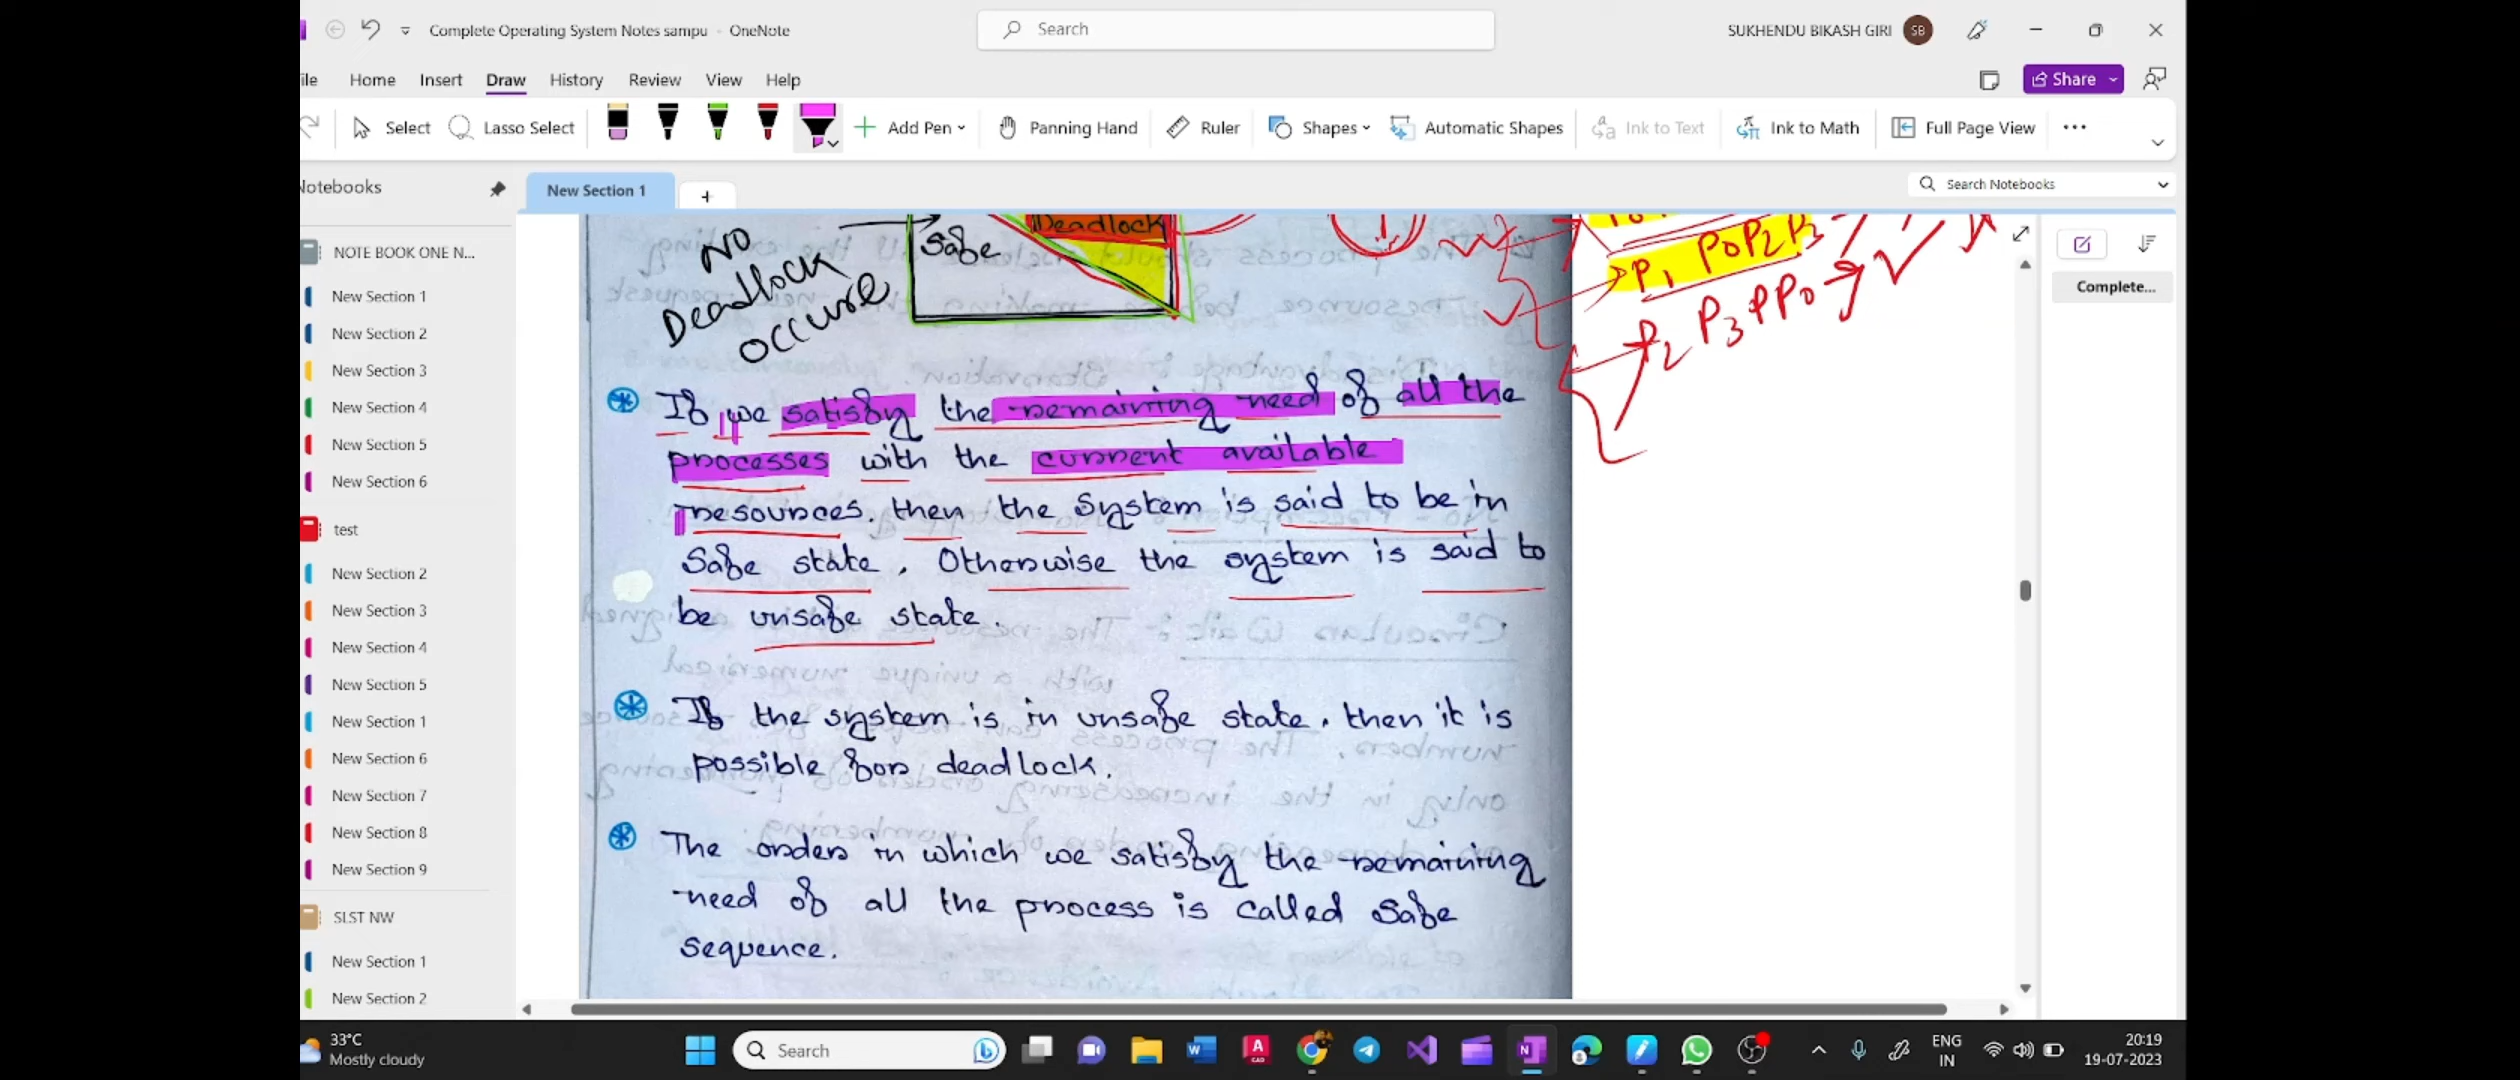 Complete Operating System Notes sampu - OneNote
Search
SUKHENDU BIKASH GIRI
SB
ile Home Insert Draw History Review View Help
Share
Select Lasso Select Add Pen Panning Hand Ruler Shapes Automatic Shapes Ink to Text Ink to Math Full Page View
Notebooks
New Section 1
Search Notebooks
NOTE BOOK ONE N...
New Section 1
New Section 2
New Section 3
New Section 4
New Section 5
New Section 6
test
New Section 2
New Section 3
New Section 4
New Section 5
New Section 1
New Section 6
New Section 7
New Section 8
New Section 9
SLST NW
New Section 1
New Section 2
Complete...
NO
Deadlock
occure
Deadlock
Safe
P1 P0 P2 P3
If we satisfy the remaining need of all the
processes with the current available
resources. then the System is said to be in
Safe state. Otherwise the system is said to
be unsafe state.
If the system is in unsafe state. then it is
possible for deadlock.
The order in which we satisfy the remaining
need of all the process is called Safe
sequence.
33°C
Mostly cloudy
Search
ENG
IN
20:19
19-07-2023